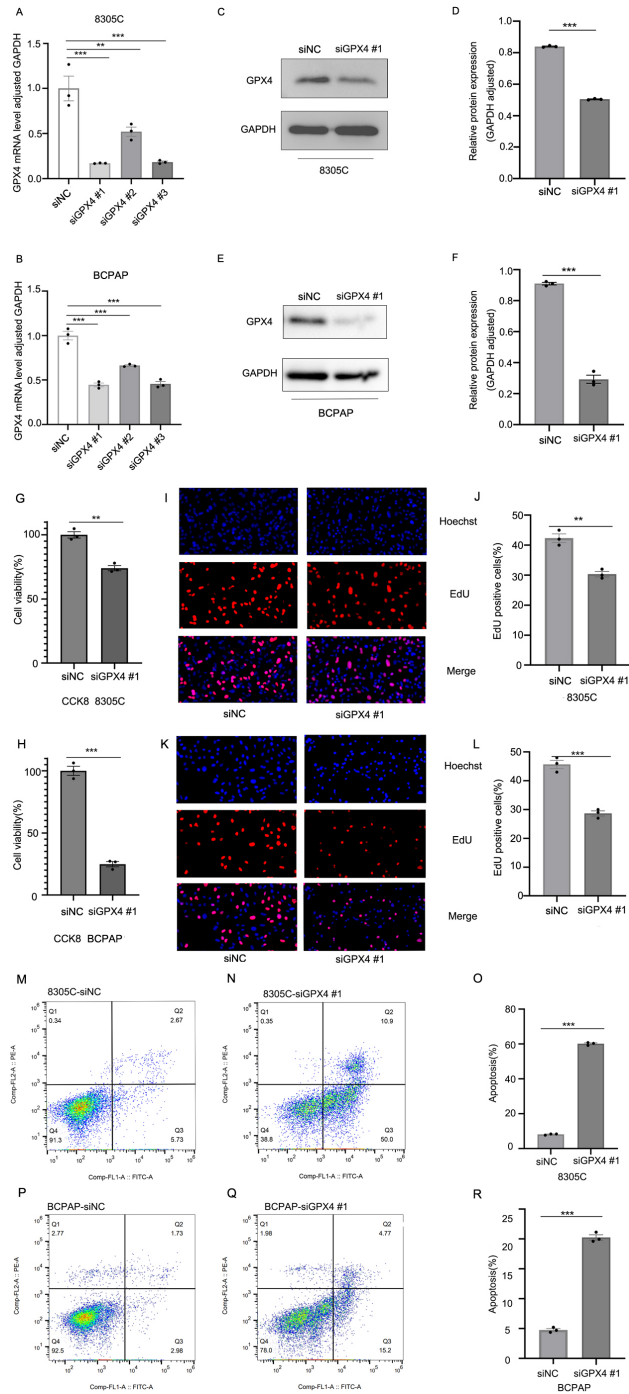 A
8305C
GPX4 mRNA level adjusted GAPDH
1.5
1.0
0.5
0.0
***
**
***
siNC
siGPX4 #1
siGPX4 #2
siGPX4 #3
C
siNC siGPX4 #1
GPX4
GAPDH
8305C
D
Relative protein expression
(GAPDH adjusted)
1.0
0.8
0.6
0.4
0.2
0.0
***
siNC siGPX4 #1
B
BCPAP
GPX4 mRNA level adjusted GAPDH
1.5
1.0
0.5
0.0
***
***
***
siNC
siGPX4 #1
siGPX4 #2
siGPX4 #3
E
siNC siGPX4 #1
GPX4
GAPDH
BCPAP
F
Relative protein expression
(GAPDH adjusted)
1.0
0.8
0.6
0.4
0.2
0.0
***
siNC siGPX4 #1
G
Cell viability(%)
100
75
50
25
0
**
siNC siGPX4 #1
CCK8 8305C
I
Hoechst
EdU
Merge
siNC
siGPX4 #1
J
EdU positive cells(%)
50
40
30
20
10
0
**
siNC siGPX4 #1
8305C
H
Cell viability(%)
100
75
50
25
0
***
siNC siGPX4 #1
CCK8 BCPAP
K
Hoechst
EdU
Merge
siNC
siGPX4 #1
L
EdU positive cells(%)
50
40
30
20
10
0
***
siNC siGPX4 #1
M
8305C-siNC
Q1
0.34
Q2
2.67
Q4
91.3
Q3
5.73
Comp-FL2-A :: PE-A
Comp-FL1-A :: FITC-A
N
8305C-siGPX4 #1
Q1
0.35
Q2
10.9
Q4
38.8
Q3
50.0
Comp-FL2-A :: PE-A
Comp-FL1-A :: FITC-A
O
Apoptosis(%)
80
60
40
20
0
***
siNC siGPX4 #1
8305C
P
BCPAP-siNC
Q1
2.77
Q2
1.73
Q4
92.5
Q3
2.98
Comp-FL2-A :: PE-A
Comp-FL1-A :: FITC-A
Q
BCPAP-siGPX4 #1
Q1
1.98
Q2
4.77
Q4
78.0
Q3
15.2
Comp-FL2-A :: PE-A
Comp-FL1-A :: FITC-A
R
Apoptosis(%)
25
20
15
10
5
0
***
siNC siGPX4 #1
BCPAP